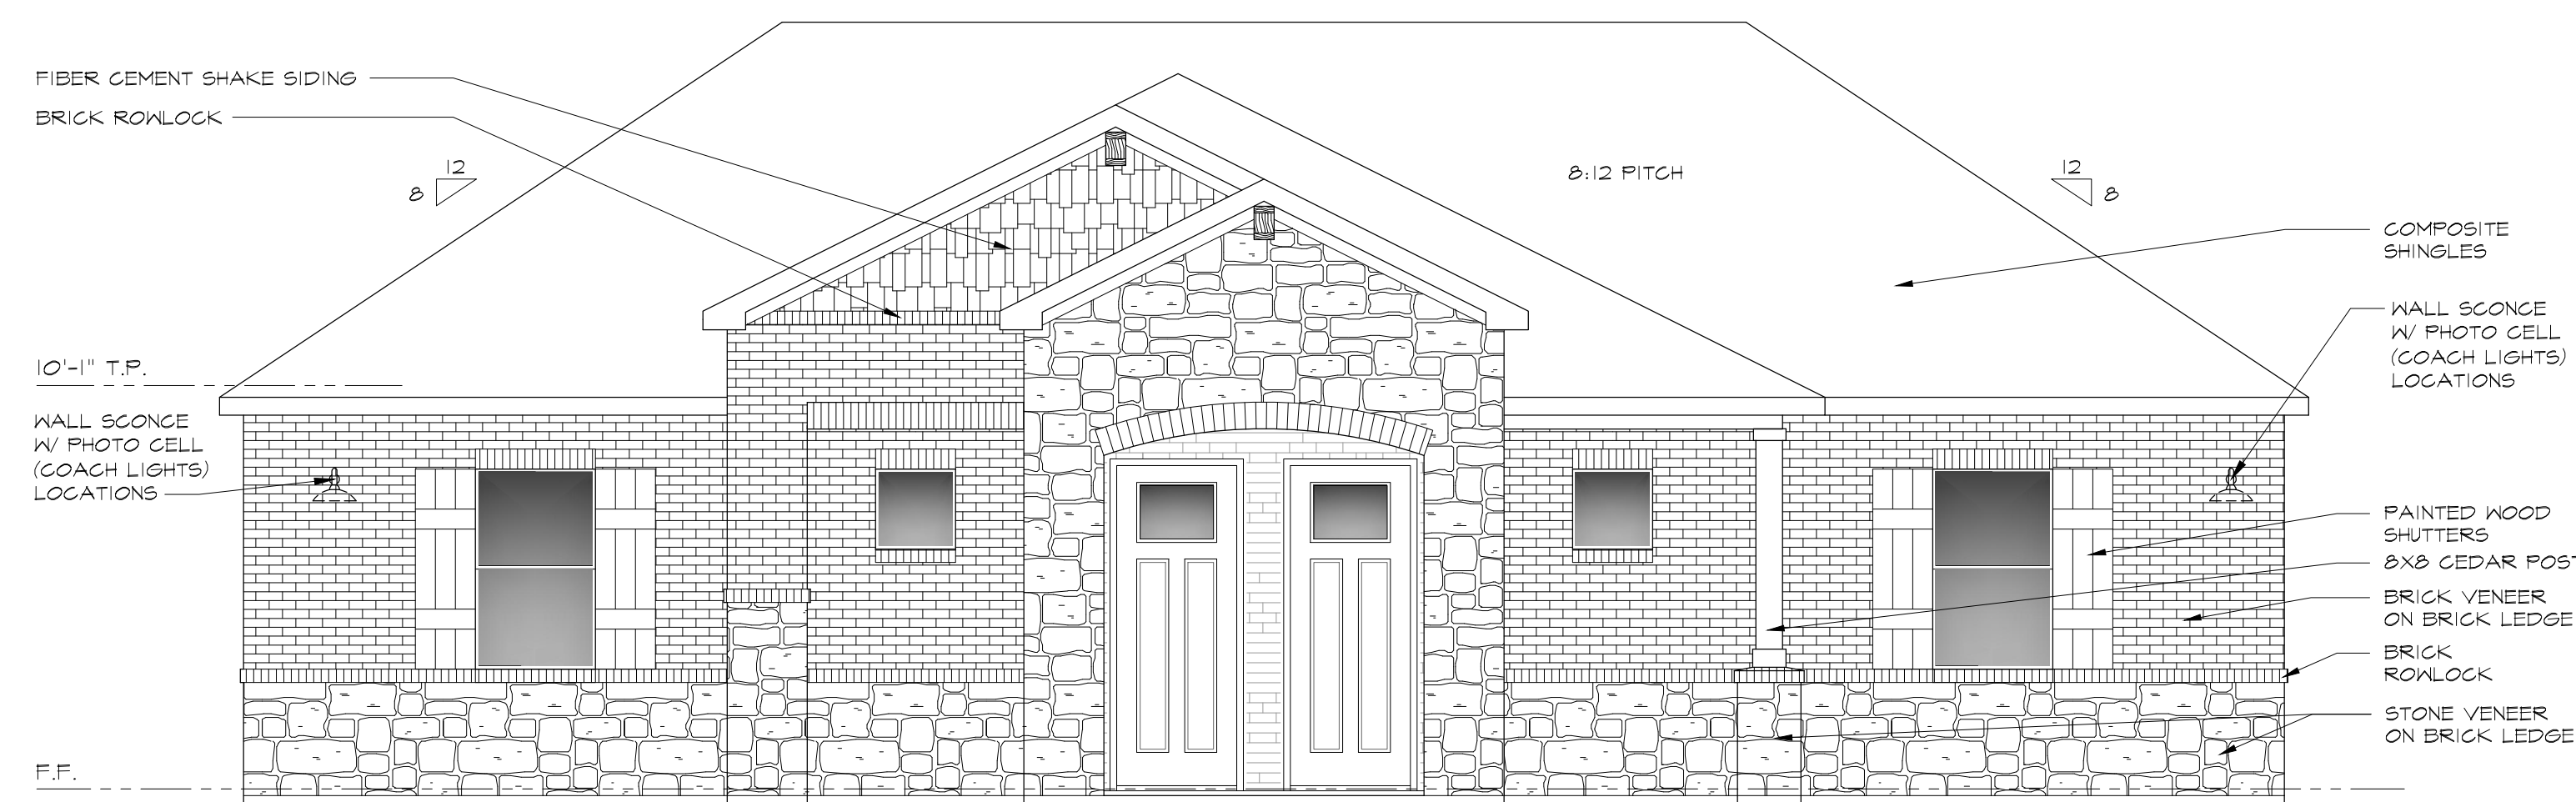 FIBER CEMENT SHAKE SIDING
BRICK ROWLOCK
12
8
8:12 PITCH
12
8
COMPOSITE
SHINGLES
WALL SCONCE
W/ PHOTO CELL
(COACH LIGHTS)
LOCATIONS
10'-1" T.P.
WALL SCONCE
W/ PHOTO CELL
(COACH LIGHTS)
LOCATIONS
PAINTED WOOD
SHUTTERS
8X8 CEDAR POST
BRICK VENEER
ON BRICK LEDGE
BRICK
ROWLOCK
STONE VENEER
ON BRICK LEDGE
F.F.